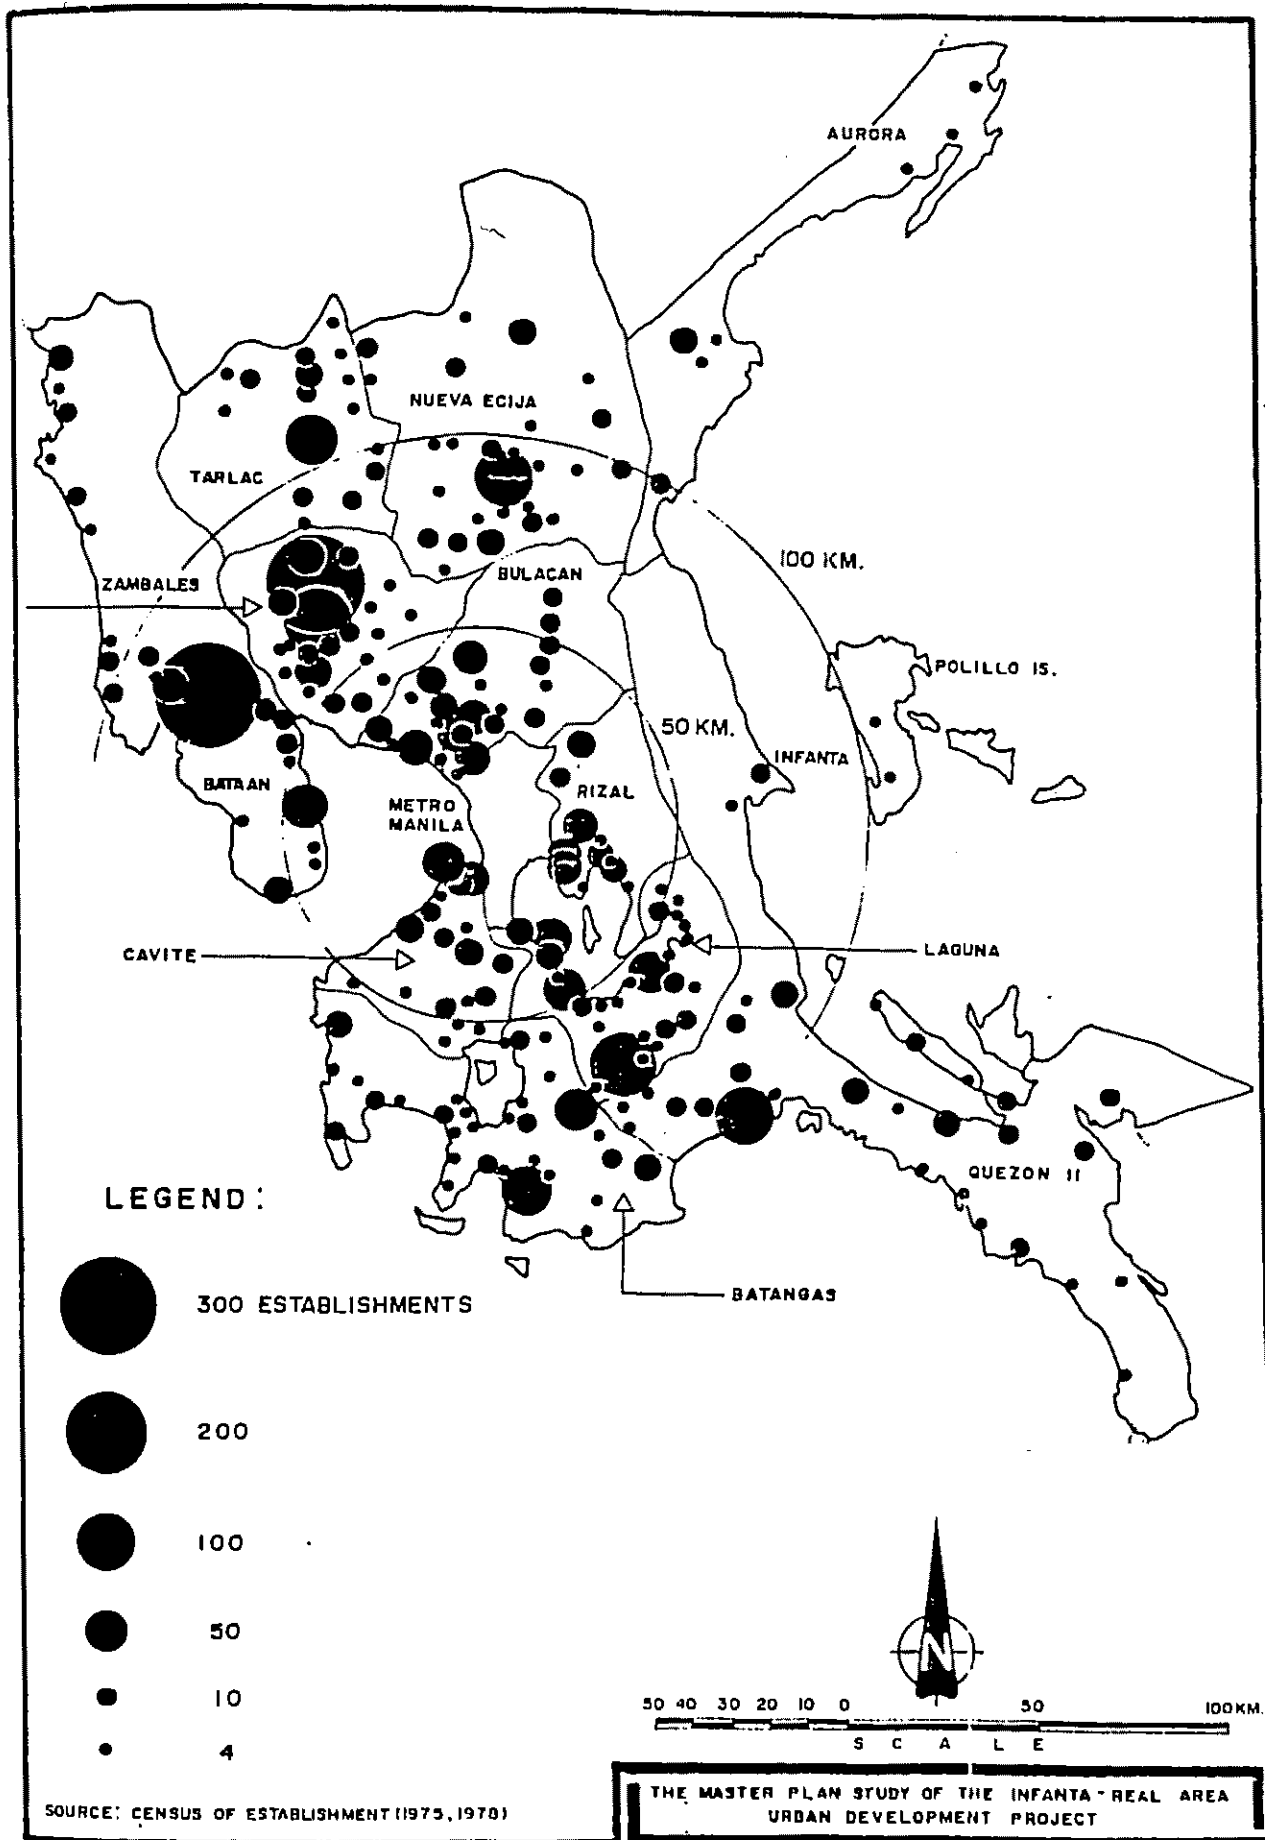 AURORA
NUEVA ECIJA
TARLAC
100 KM.
ZAMBALES
BULACAN
POLILLO IS.
50 KM.
INFANTA
BATAAN
RIZAL
METRO
MANILA
CAVITE
LAGUNA
QUEZON II
BATANGAS
LEGEND:
300 ESTABLISHMENTS
200
100
50
10
4
N
50 40 30 20 10 0 50 100KM.
S C A L E
SOURCE: CENSUS OF ESTABLISHMENT (1975, 1978)
THE MASTER PLAN STUDY OF THE INFANTA-REAL AREA
URBAN DEVELOPMENT PROJECT